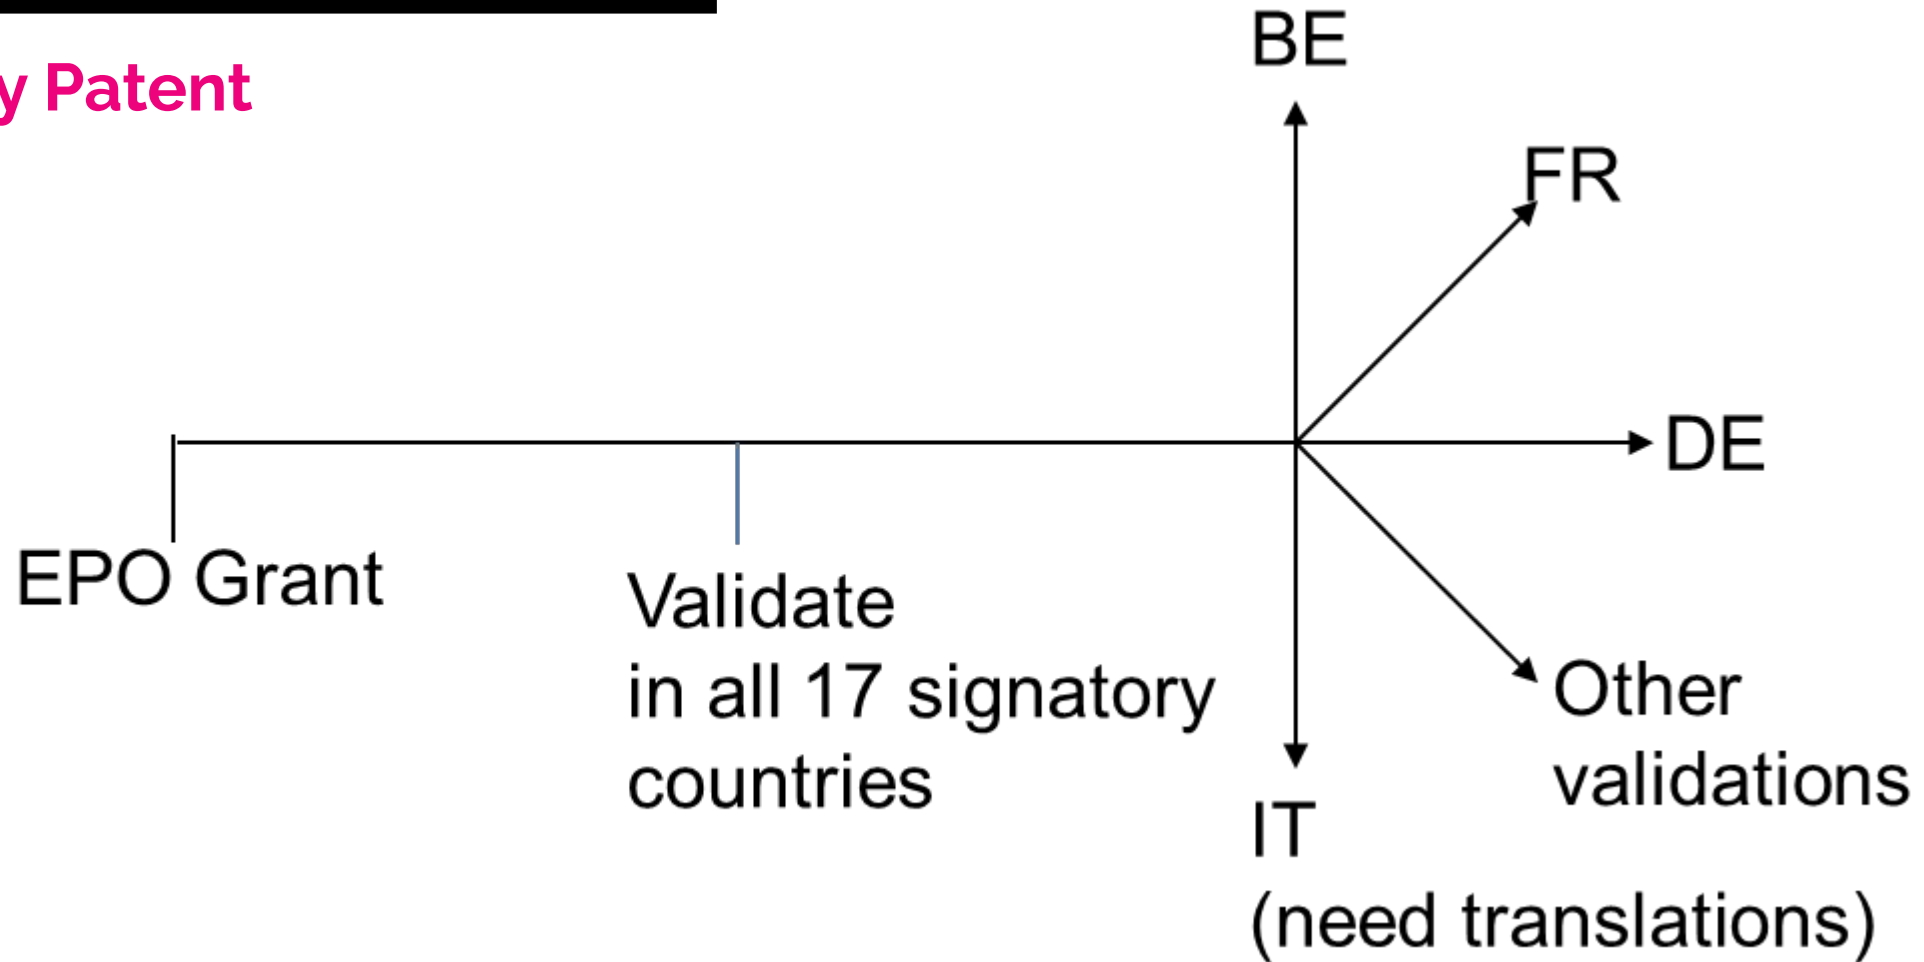 y Patent
BE
FR
DE
EPO Grant
Validate
in all 17 signatory
countries
Other
validations
IT
(need translations)